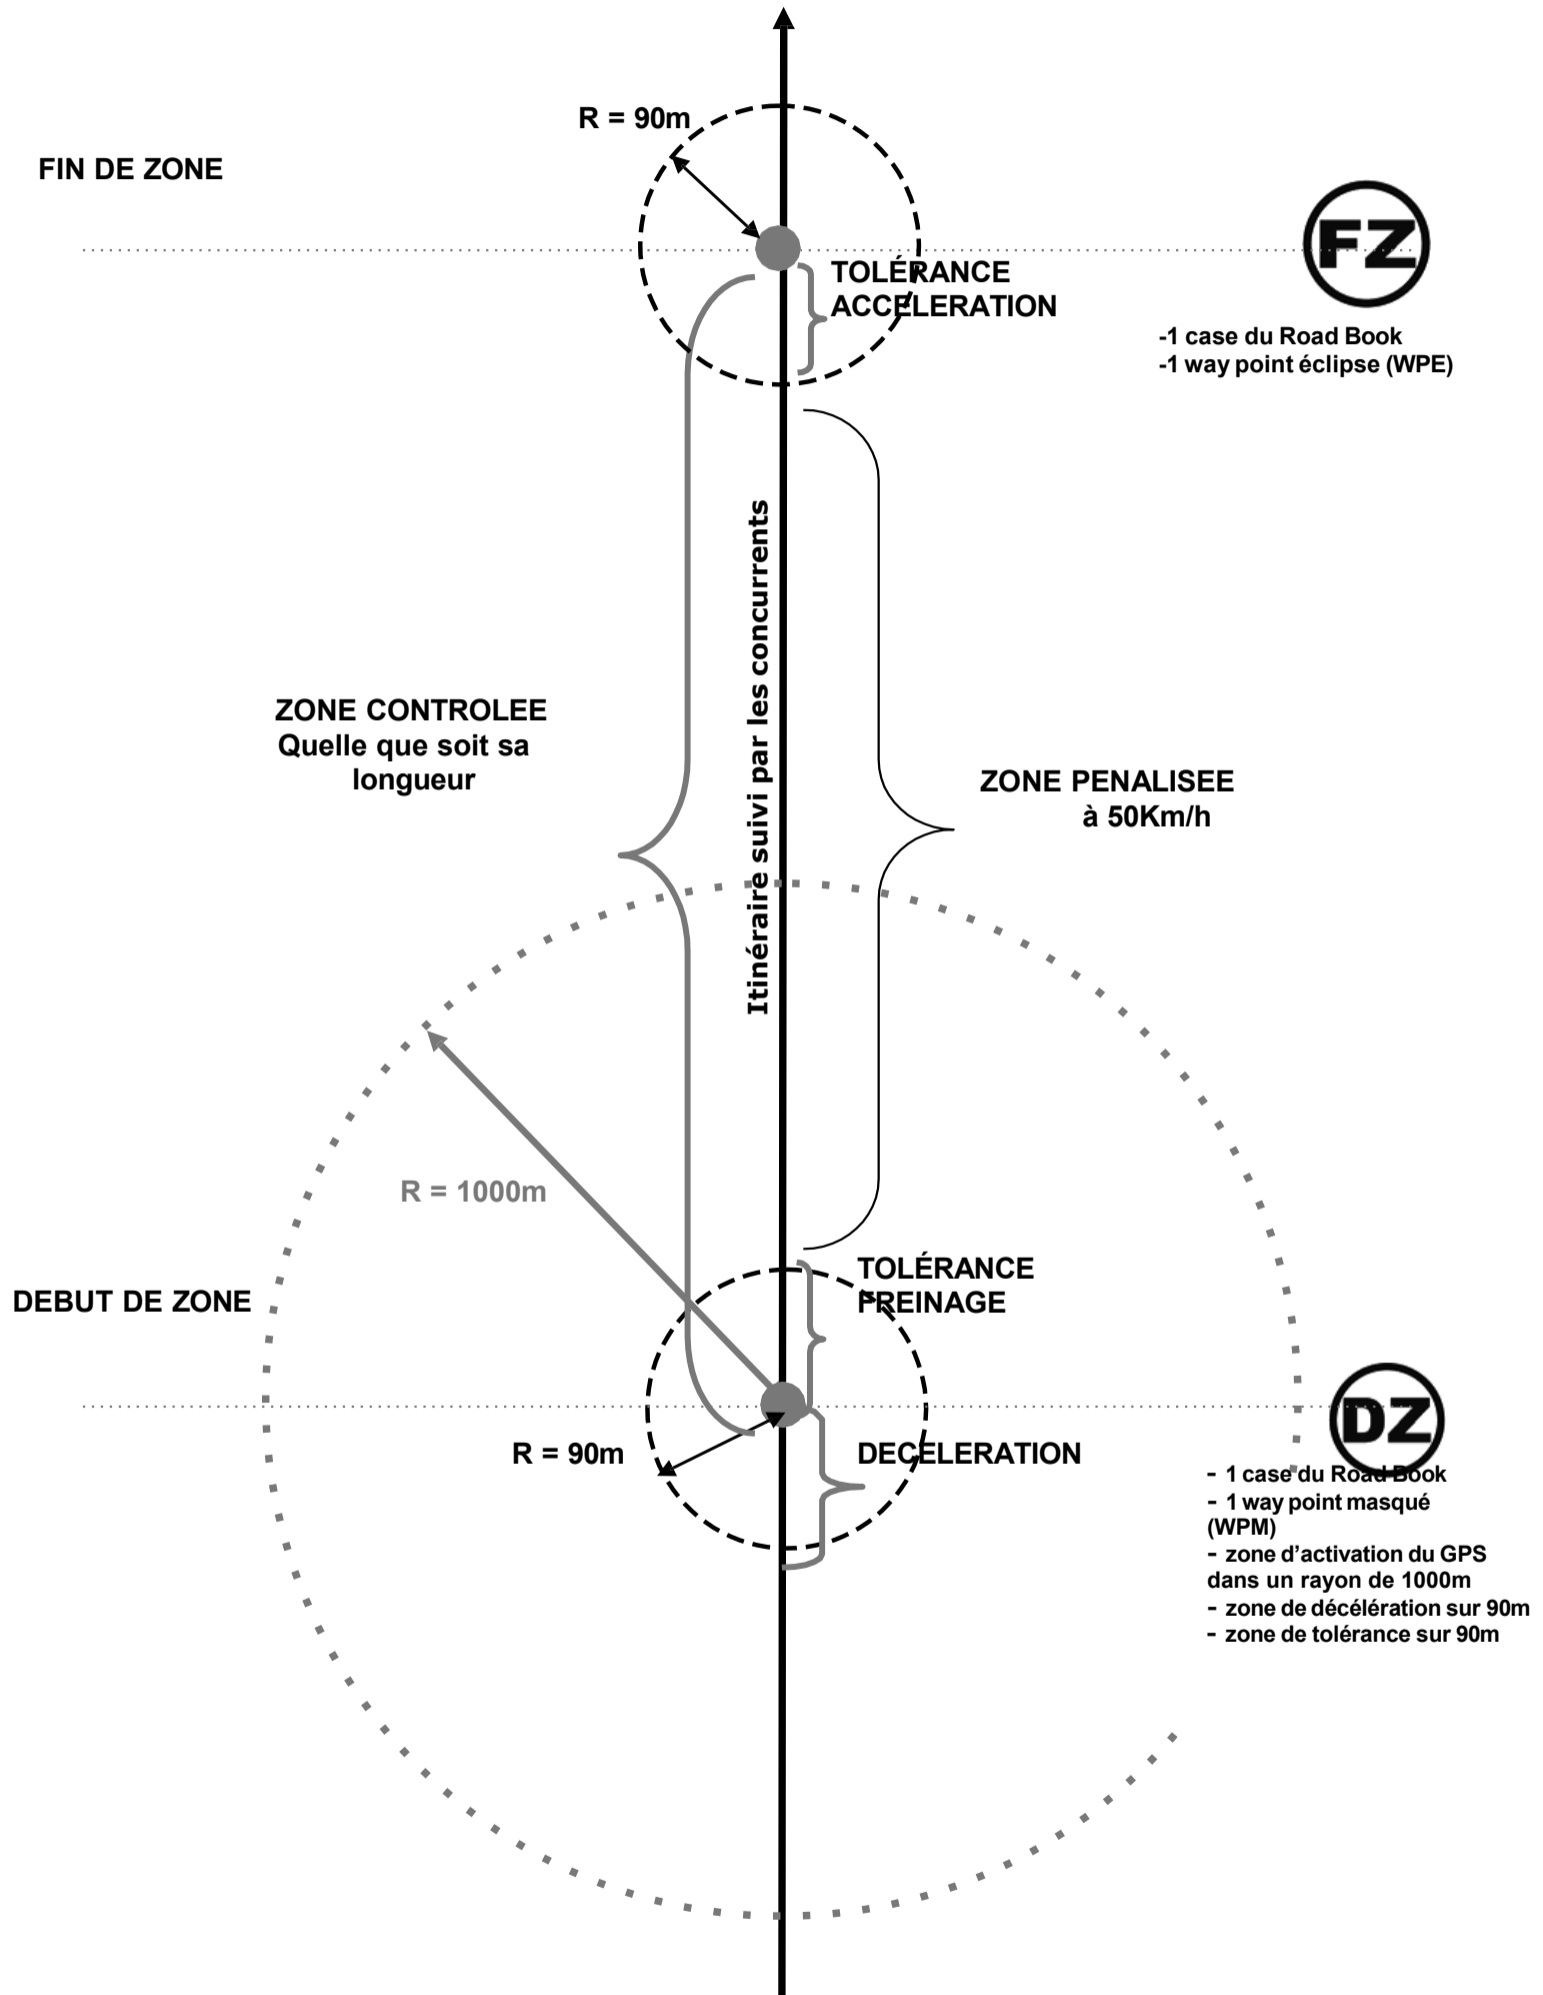 R = 90m
FIN DE ZONE
FZ
TOLÉRANCE
ACCELERATION
-1 case du Road Book
-1 way point éclipse (WPE)
Itinéraire suivi par les concurrents
ZONE CONTROLEE
Quelle que soit sa
longueur
ZONE PENALISEE
à 50Km/h
R = 1000m
TOLÉRANCE
FREINAGE
DEBUT DE ZONE
DZ
R = 90m
DECELERATION
- 1 case du Road Book
- 1 way point masqué
(WPM)
- zone d’activation du GPS
dans un rayon de 1000m
- zone de décélération sur 90m
- zone de tolérance sur 90m